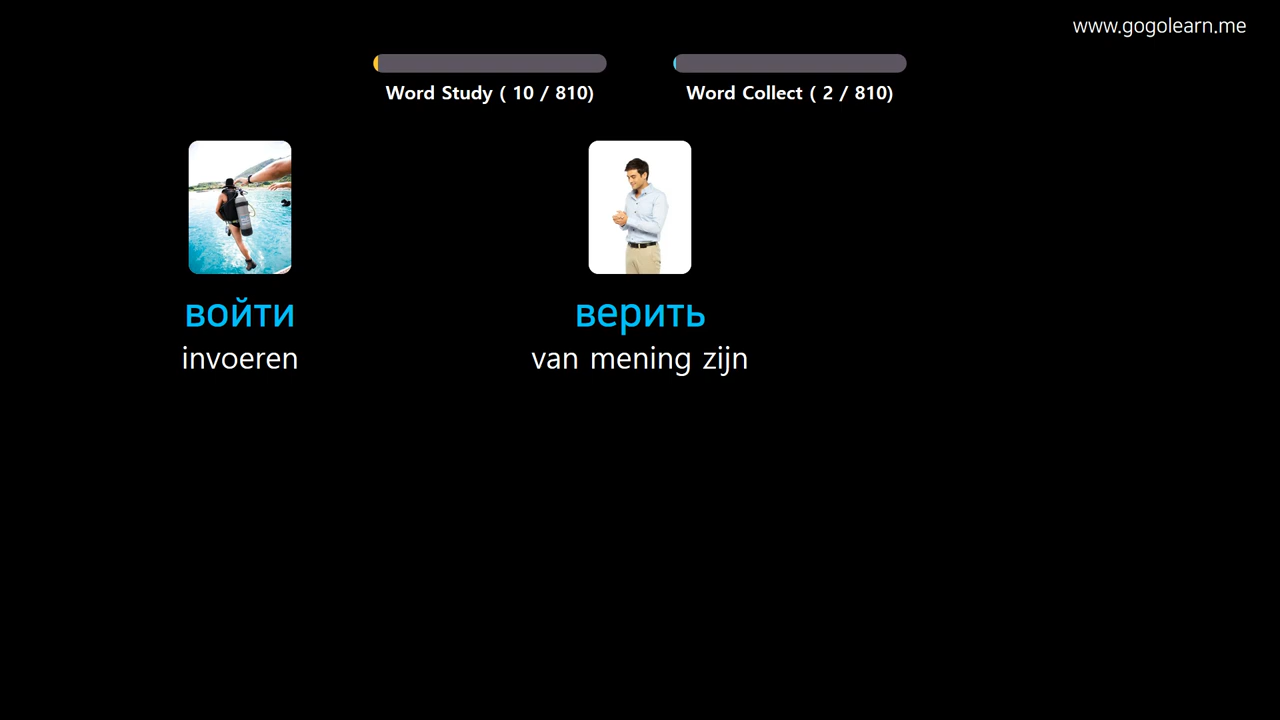 www.gogolearn.me
Word Study ( 10 / 810)
Word Collect ( 2 / 810)
войти
invoeren
верить
van mening zijn